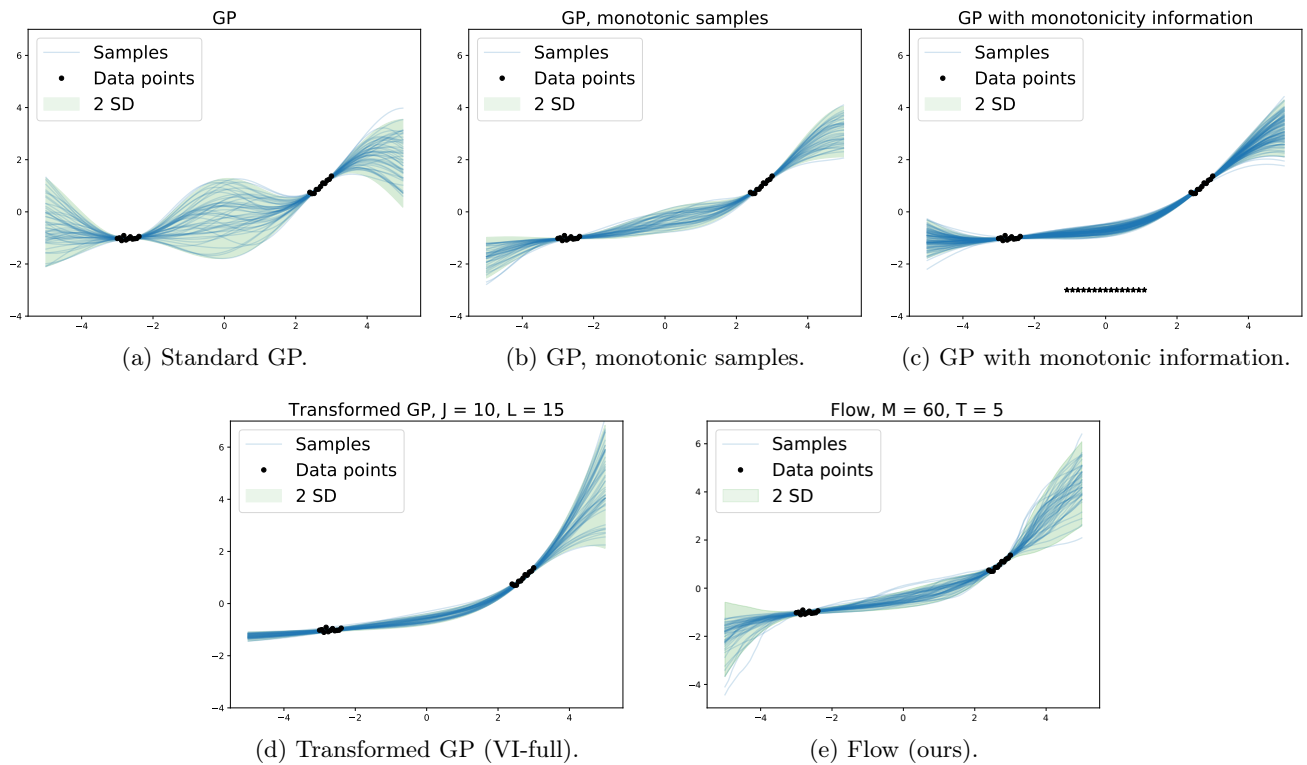 GP
6
4
2
0
−2
−4
−4 −2 0 2 4
Samples
Data points
2 SD
(a) Standard GP.
GP, monotonic samples
6
4
2
0
−2
−4
−4 −2 0 2 4
Samples
Data points
2 SD
(b) GP, monotonic samples.
GP with monotonicity information
6
4
2
0
−2
−4
−4 −2 0 2 4
Samples
Data points
2 SD
(c) GP with monotonic information.
Transformed GP, J = 10, L = 15
6
4
2
0
−2
−4
−4 −2 0 2 4
Samples
Data points
2 SD
(d) Transformed GP (VI-full).
Flow, M = 60, T = 5
6
4
2
0
−2
−4
−4 −2 0 2 4
Samples
Data points
2 SD
(e) Flow (ours).